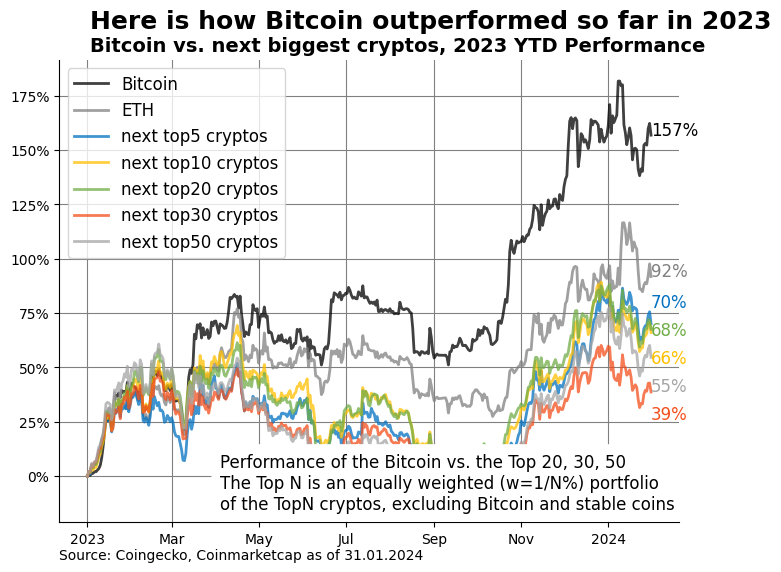 Here is how Bitcoin outperformed so far in 2023
Bitcoin vs. next biggest cryptos, 2023 YTD Performance
Bitcoin
ETH
next top5 cryptos
next top10 cryptos
next top20 cryptos
next top30 cryptos
next top50 cryptos
175%
150%
125%
100%
75%
50%
25%
0%
157%
92%
70%
68%
66%
55%
39%
Performance of the Bitcoin vs. the Top 20, 30, 50
The Top N is an equally weighted (w=1/N%) portfolio
of the TopN cryptos, excluding Bitcoin and stable coins
2023 Mar May Jul Sep Nov 2024
Source: Coingecko, Coinmarketcap as of 31.01.2024